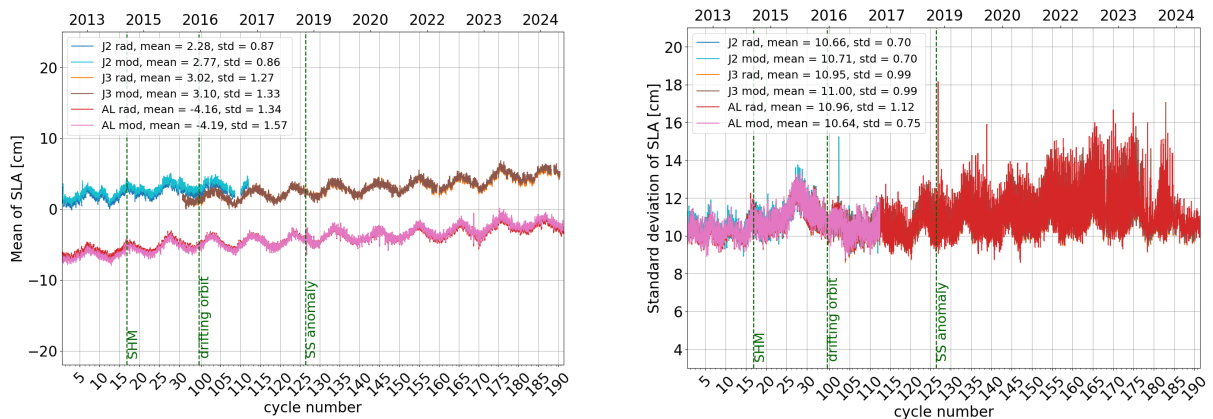 2013 2015 2016 2017 2019 2020 2022 2023 2024
J2 rad, mean = 2.28, std = 0.87
J2 mod, mean = 2.77, std = 0.86
J3 rad, mean = 3.02, std = 1.27
J3 mod, mean = 3.10, std = 1.33
AL rad, mean = -4.16, std = 1.34
AL mod, mean = -4.19, std = 1.57
Mean of SLA [cm]
20
10
0
−10
−20
SHM
drifting orbit
SS anomaly
5 10 15 20 30 100 105 110 120 125 130 135 140 145 150 155 160 170 175 185 190
cycle number
2013 2015 2016 2017 2019 2020 2022 2023 2024
J2 rad, mean = 10.66, std = 0.70
J2 mod, mean = 10.71, std = 0.70
J3 rad, mean = 10.95, std = 0.99
J3 mod, mean = 11.00, std = 0.99
AL rad, mean = 10.96, std = 1.12
AL mod, mean = 10.64, std = 0.75
Standard deviation of SLA [cm]
20
18
16
14
12
10
8
6
4
SHM
drifting orbit
SS anomaly
5 10 15 20 30 100 105 110 120 125 130 135 140 145 155 160 165 170 175 180 185 190
cycle number